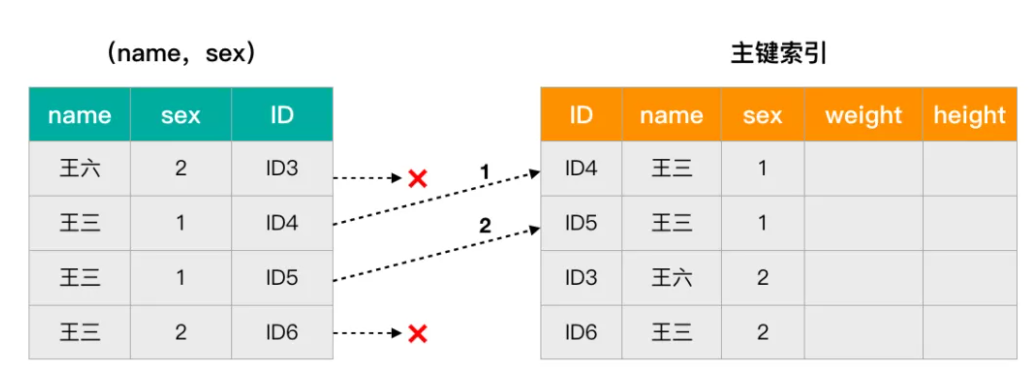 （name，sex）
主键索引
name sex ID
王六 2 ID3
王三 1 ID4
王三 1 ID5
王三 2 ID6
1
2
ID name sex weight height
ID4 王三 1
ID5 王三 1
ID3 王六 2
ID6 王三 2